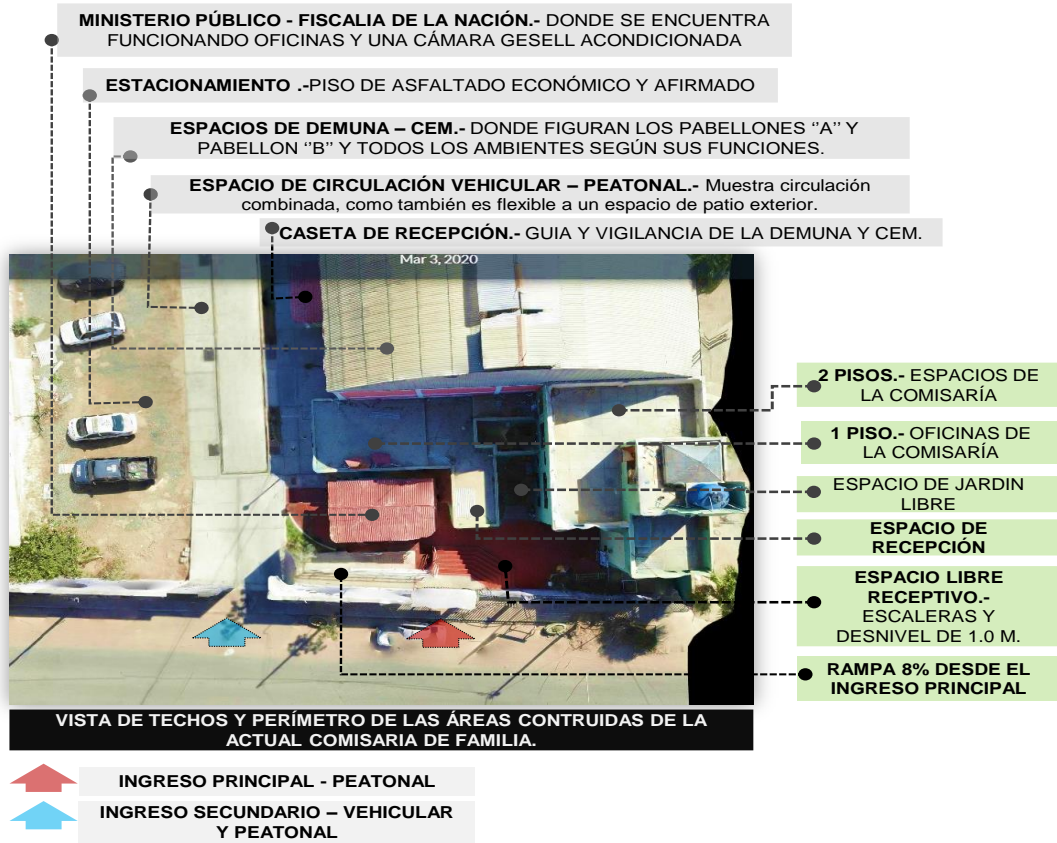 MINISTERIO PÚBLICO - FISCALIA DE LA NACIÓN.- DONDE SE ENCUENTRA
FUNCIONANDO OFICINAS Y UNA CÁMARA GESELL ACONDICIONADA
ESTACIONAMIENTO .-PISO DE ASFALTADO ECONÓMICO Y AFIRMADO
ESPACIOS DE DEMUNA – CEM.- DONDE FIGURAN LOS PABELLONES ‘‘A’’ Y
PABELLON ‘‘B’’ Y TODOS LOS AMBIENTES SEGÚN SUS FUNCIONES.
ESPACIO DE CIRCULACIÓN VEHICULAR – PEATONAL.- Muestra circulación
combinada, como también es flexible a un espacio de patio exterior.
CASETA DE RECEPCIÓN.- GUIA Y VIGILANCIA DE LA DEMUNA Y CEM.
Mar 3, 2020
2 PISOS.- ESPACIOS DE
LA COMISARÍA
1 PISO.- OFICINAS DE
LA COMISARÍA
ESPACIO DE JARDIN
LIBRE
ESPACIO DE
RECEPCIÓN
ESPACIO LIBRE
RECEPTIVO.-
ESCALERAS Y
DESNIVEL DE 1.0 M.
RAMPA 8% DESDE EL
INGRESO PRINCIPAL
VISTA DE TECHOS Y PERÍMETRO DE LAS ÁREAS CONTRUIDAS DE LA
ACTUAL COMISARIA DE FAMILIA.
INGRESO PRINCIPAL - PEATONAL
INGRESO SECUNDARIO – VEHICULAR
Y PEATONAL